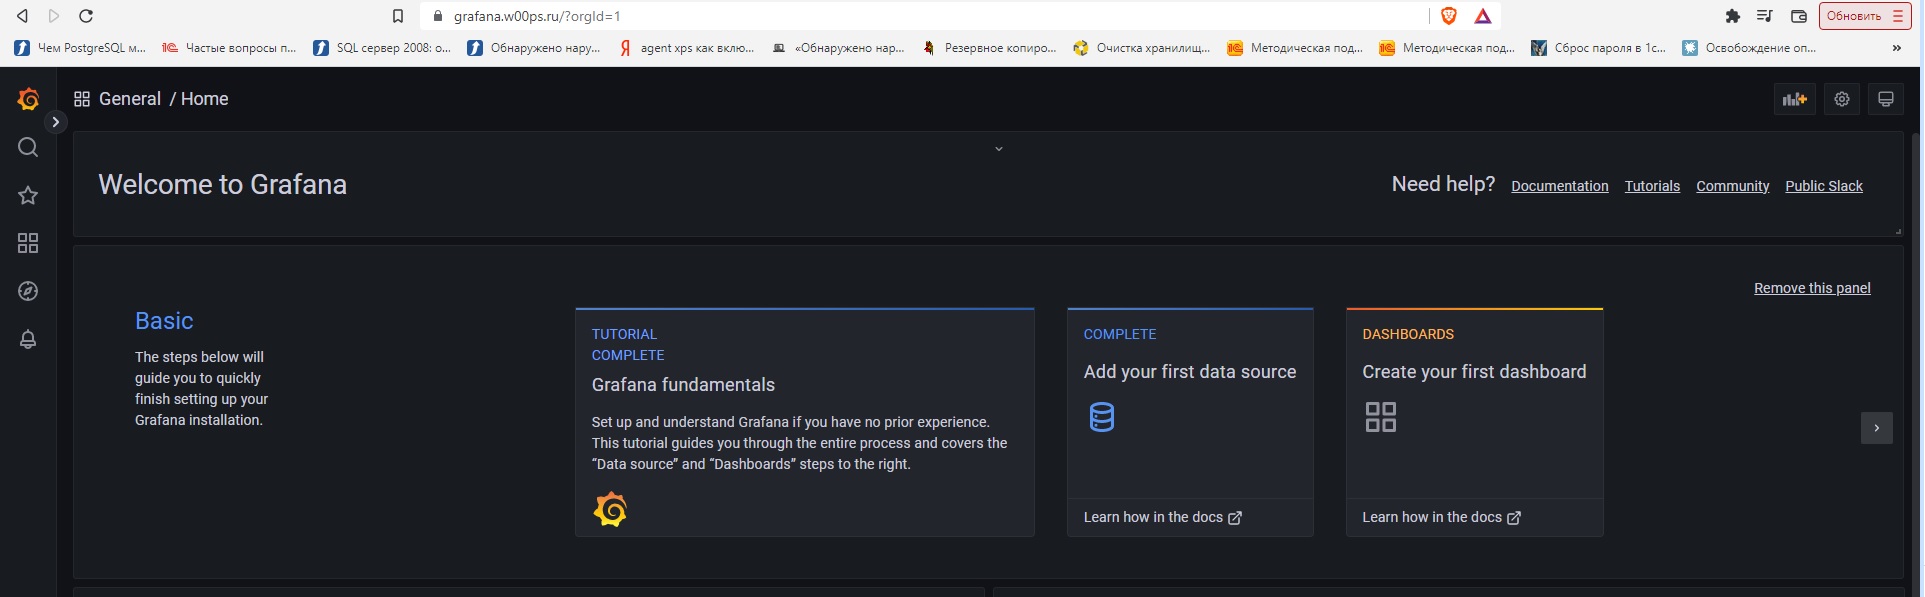 grafana.w00ps.ru/?orgId=1
Обновить
Чем PostgreSQL м...
Частые вопросы п...
SQL сервер 2008: о...
Обнаружено нару...
agent xps как вклю...
«Обнаружено нар...
Резервное копиро...
Очистка хранилищ...
Методическая под...
Методическая под...
Сброс пароля в 1с...
Освобождение оп...
»
General / Home
Welcome to Grafana
Need help?
Documentation
Tutorials
Community
Public Slack
Remove this panel
Basic
The steps below will
guide you to quickly
finish setting up your
Grafana installation.
TUTORIAL
COMPLETE
Grafana fundamentals
Set up and understand Grafana if you have no prior experience.
This tutorial guides you through the entire process and covers the
“Data source” and “Dashboards” steps to the right.
COMPLETE
Add your first data source
Learn how in the docs
DASHBOARDS
Create your first dashboard
Learn how in the docs